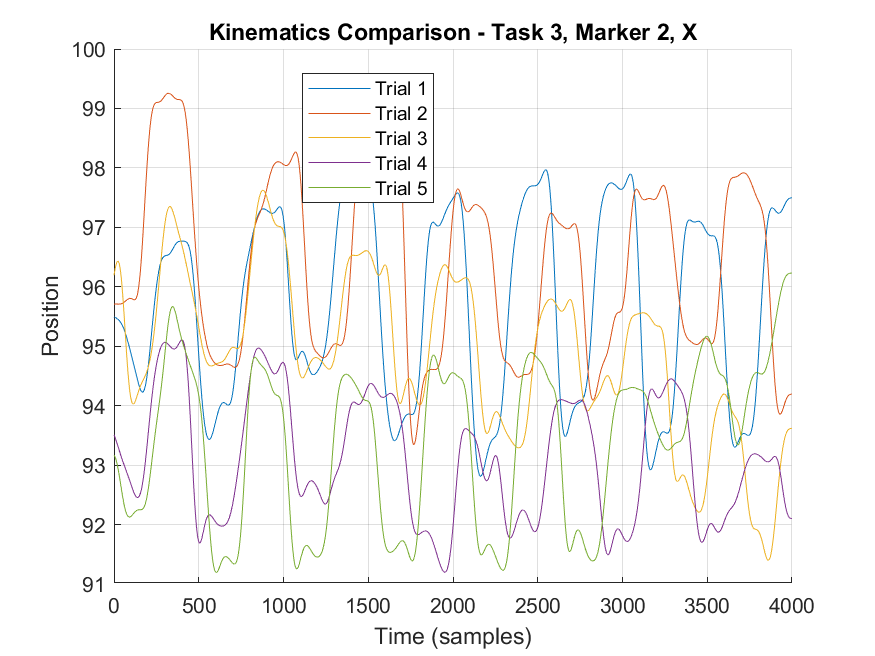 Kinematics Comparison - Task 3, Marker 2, X
100
99
98
97
96
95
94
93
92
91
Position
Trial 1
Trial 2
Trial 3
Trial 4
Trial 5
0 500 1000 1500 2000 2500 3000 3500 4000
Time (samples)